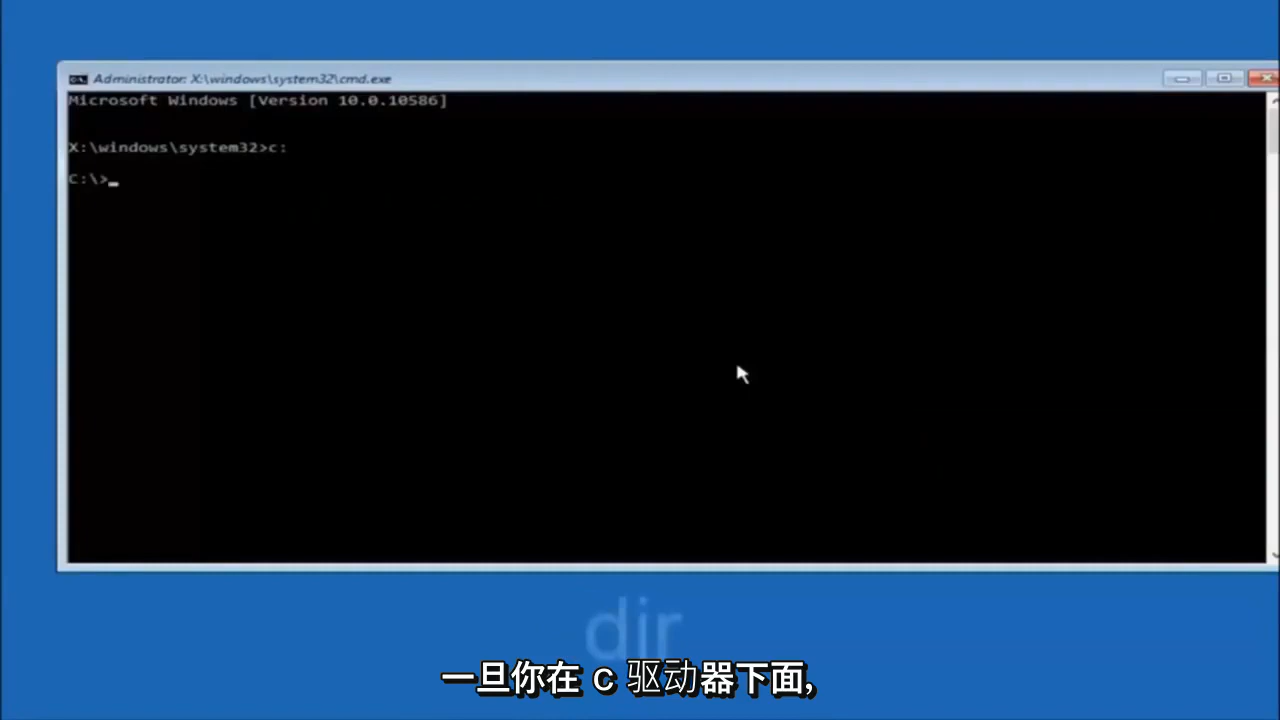 Administrator: X:\windows\system32\cmd.exe
Microsoft Windows [Version 10.0.10586]
X:\windows\system32>c:
C:\>
dir
一旦你在 C 驱动器下面,